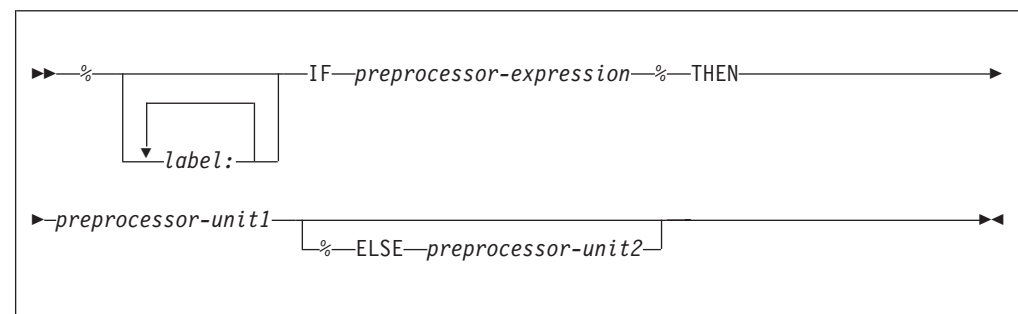 % IF preprocessor-expression % THEN
label:
preprocessor-unit1
% ELSE preprocessor-unit2